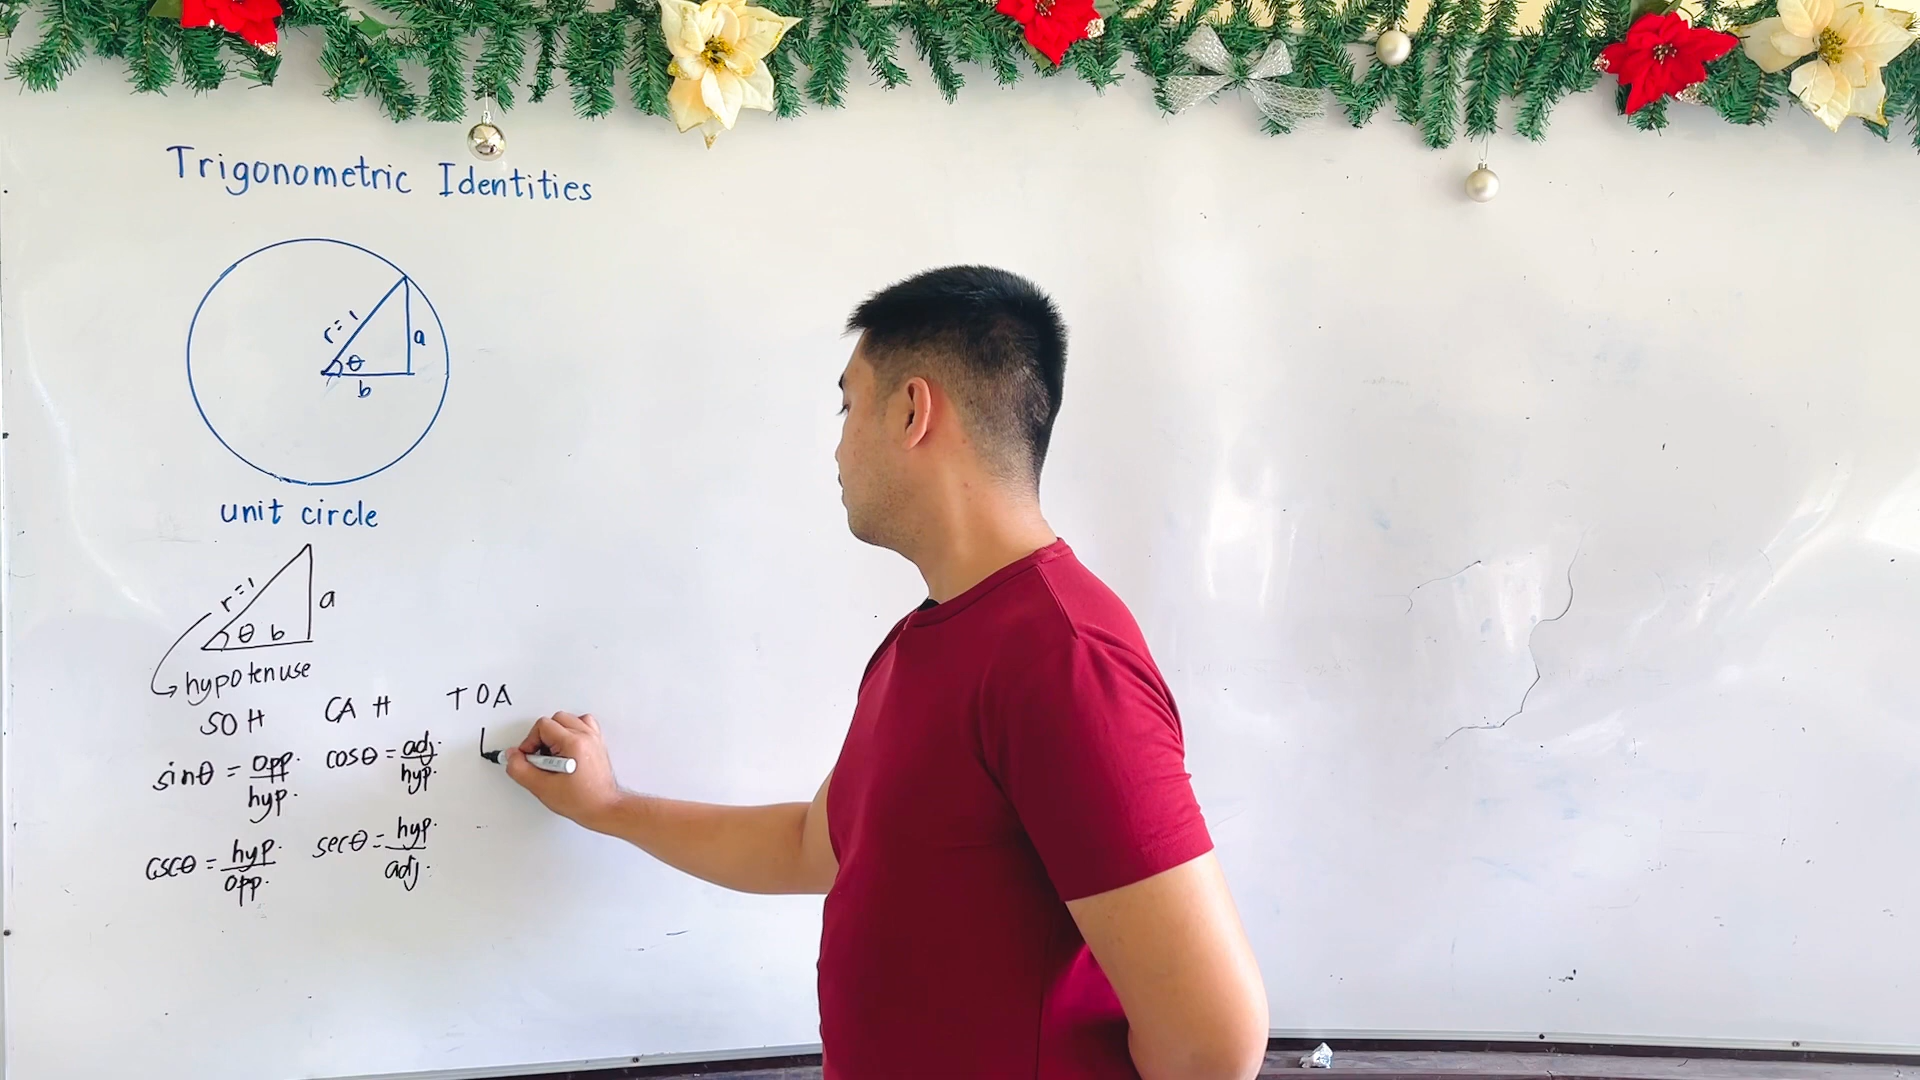 Trigonometric Identities
r=1
a
θ
b
unit circle
r=1
a
θ b
hypotenuse
SOH CAH TOA
sinθ = opp. / hyp. cosθ = adj. / hyp.
cscθ = hyp. / opp. secθ = hyp. / adj.